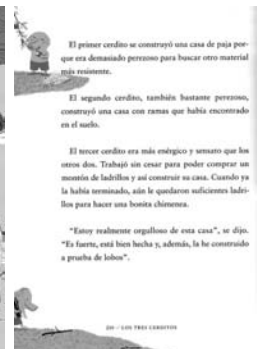 El primer cerdito se construyó una casa de paja por-
que era demasiado perezoso para buscar otro material
más resistente.
El segundo cerdito, también bastante perezoso,
construyó una casa con ramas que había encontrado
en el suelo.
El tercer cerdito era más enérgico y sensato que los
otros dos. Trabajó sin cesar para poder comprar un
montón de ladrillos y así construir su casa. Cuando ya
la había terminado, aún le quedaron suficientes ladri-
llos para hacer una bonita chimenea.
"Estoy realmente orgulloso de esta casa", se dijo.
"Es fuerte, está bien hecha y, además, la he construido
a prueba de lobos".
LOS TRES CERDITOS